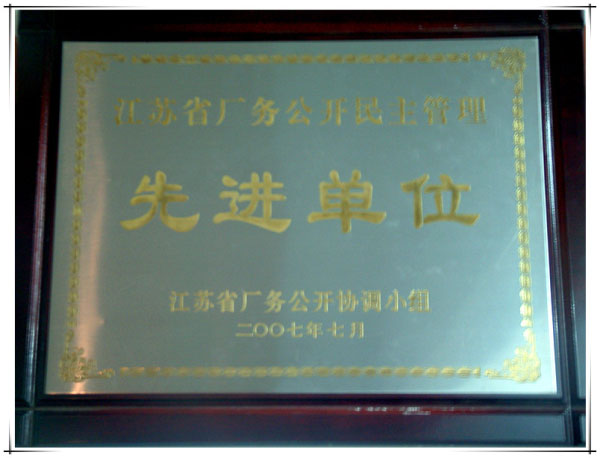 江苏省厂务公开民主管理
先进单位
江苏省厂务公开协调小组
二〇〇七年七月